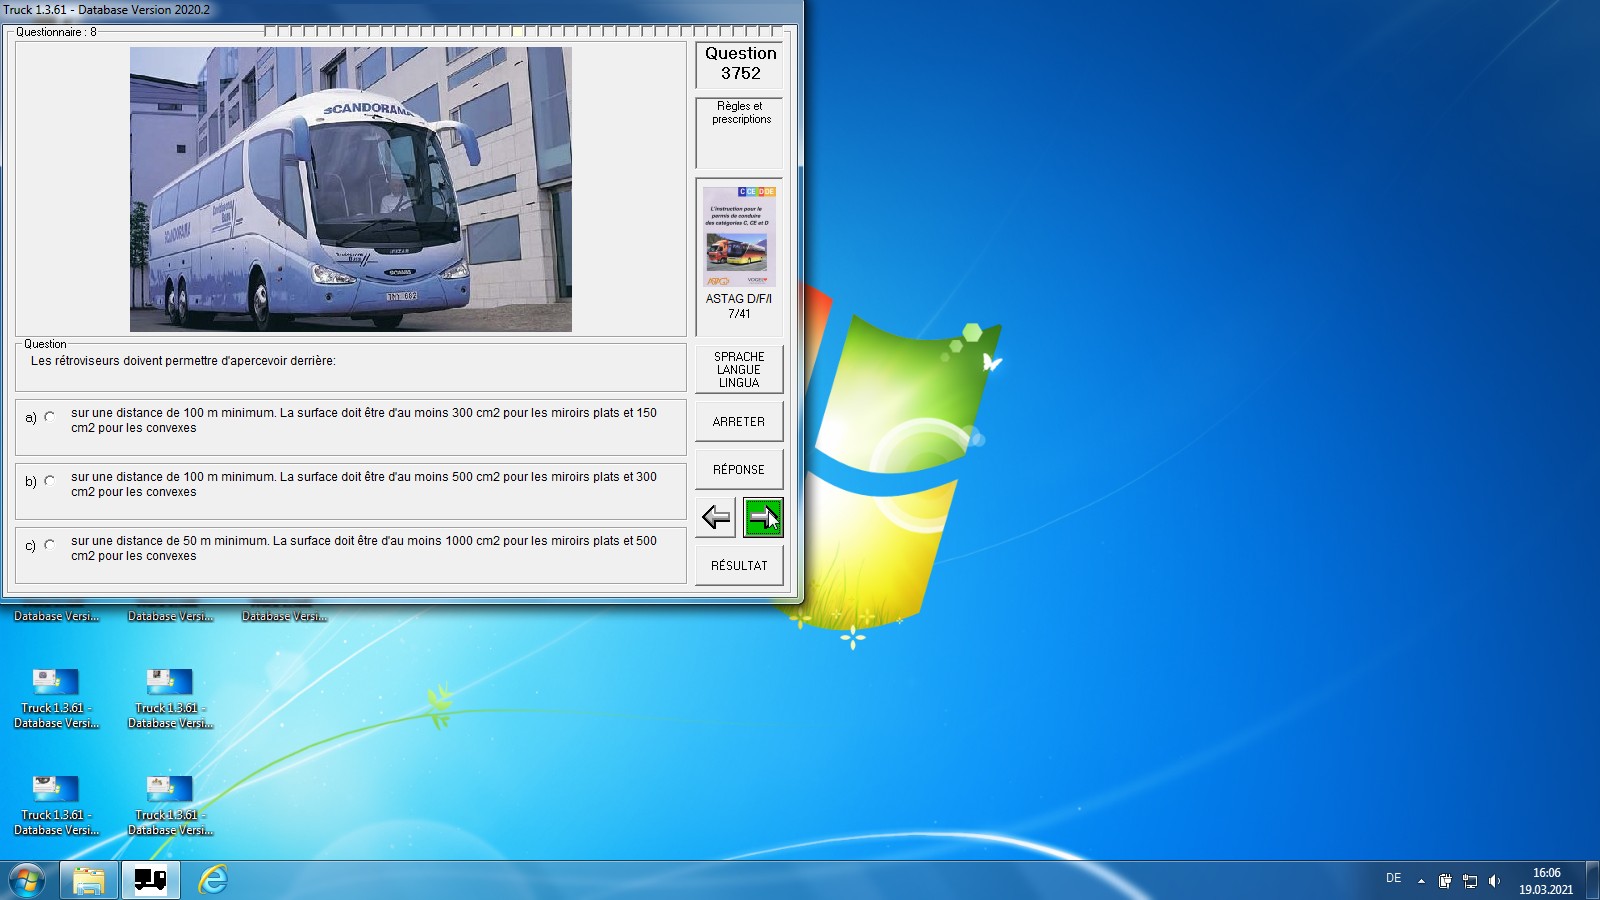 Truck 1.3.61 - Database Version 2020.2
Questionnaire : 8
SCANDORAMA
SCANDORAMA
SCANIA
Question
3752
Règles et
prescriptions
C CE D DE
L'instruction pour le
permis de conduire
des catégories C, CE et D
ASTAG D/F/I
7/41
Question
Les rétroviseurs doivent permettre d'apercevoir derrière:
a) sur une distance de 100 m minimum. La surface doit être d'au moins 300 cm2 pour les miroirs plats et 150
cm2 pour les convexes
b) sur une distance de 100 m minimum. La surface doit être d'au moins 500 cm2 pour les miroirs plats et 300
cm2 pour les convexes
c) sur une distance de 50 m minimum. La surface doit être d'au moins 1000 cm2 pour les miroirs plats et 500
cm2 pour les convexes
SPRACHE
LANGUE
LINGUA
ARRETER
RÉPONSE
RÉSULTAT
Database Versi...
Database Versi...
Database Versi...
Truck 1.3.61 -
Database Versi...
Truck 1.3.61 -
Database Versi...
Truck 1.3.61 -
Database Versi...
Truck 1.3.61 -
Database Versi...
DE
16:06
19.03.2021